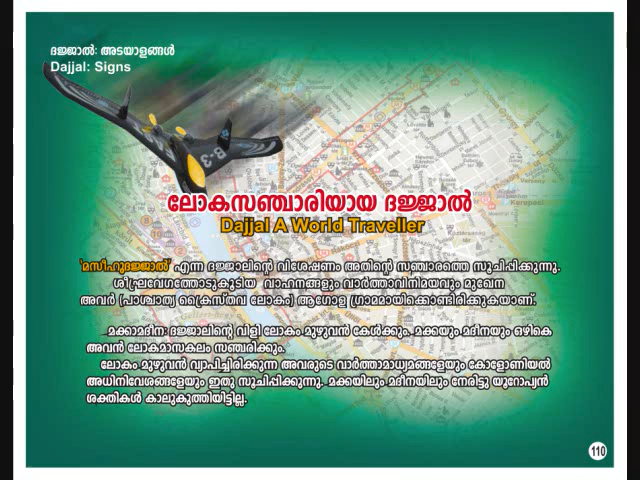 ദജ്ജാൽ: അടയാളങ്ങൾ
Dajjal: Signs
B-3
ലോകസഞ്ചാരിയായ ദജ്ജാൽ
Dajjal A World Traveller
'മസീഹുദജ്ജാൽ' എന്ന ദജ്ജാലിന്റെ വിശേഷണം അതിന്റെ സഞ്ചാരത്തെ സൂചിപ്പിക്കുന്നു.
ശീഘ്രവേഗത്തോടുകൂടിയ വാഹനങ്ങളും വാർത്താവിനിമയവും മുഖേന
അവർ (പാശ്ചാത്യ ക്രൈസ്തവ ലോകം) ആഗോള ഗ്രാമമായിക്കൊണ്ടിരിക്കുകയാണ്.
മക്കാമദീന: ദജ്ജാലിന്റെ വിളി ലോകം മുഴുവൻ കേൾക്കും. മക്കയും മദീനയും ഒഴികെ
അവൻ ലോകമാസകലം സഞ്ചരിക്കും.
ലോകം മുഴുവൻ വ്യാപിച്ചിരിക്കുന്ന അവരുടെ വാർത്താമാധ്യമങ്ങളേയും കോളോണിയൽ
അധിനിവേശങ്ങളേയും ഇതു സൂചിപ്പിക്കുന്നു. മക്കയിലും മദീനയിലും നേരിട്ടു യൂറോപ്യൻ
ശക്തികൾ കാലുകുത്തിയിട്ടില്ല.
110